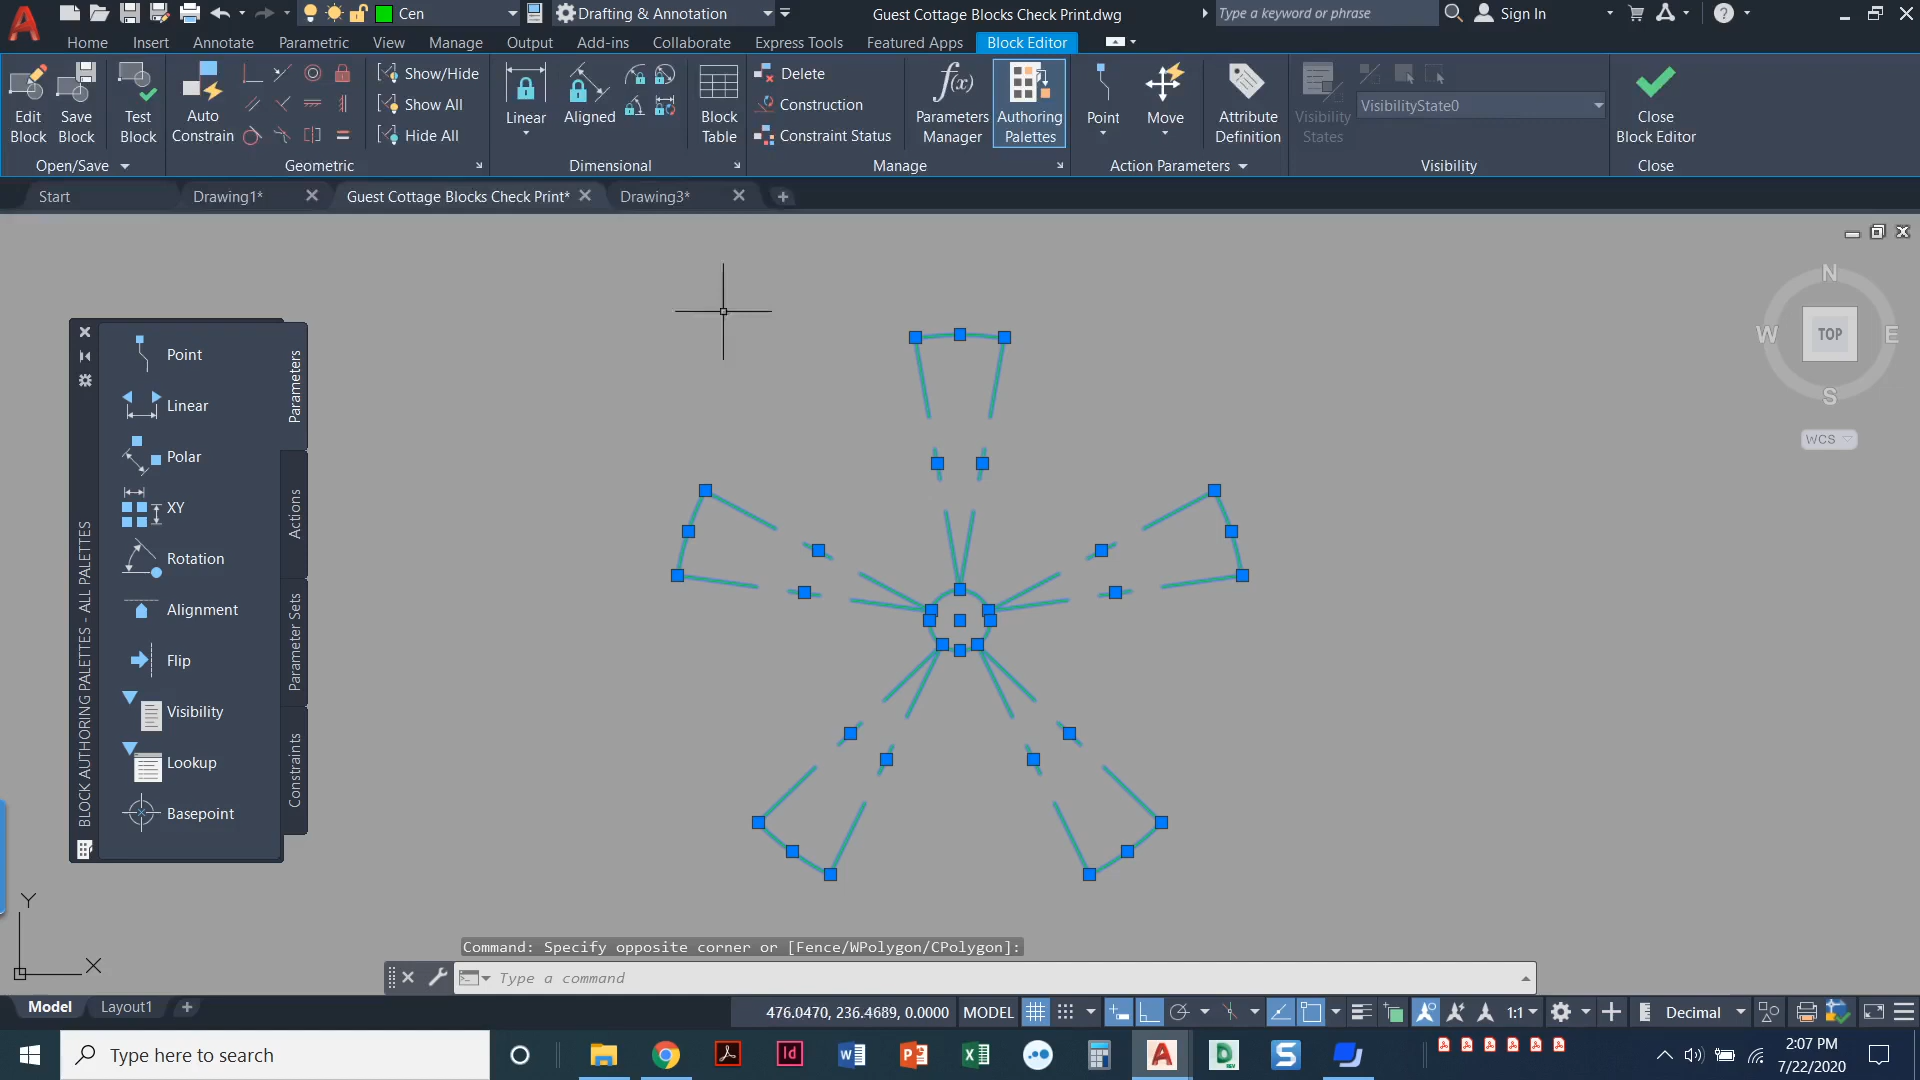 Cen
Drafting & Annotation
Guest Cottage Blocks Check Print.dwg
Type a keyword or phrase
Sign In
Home
Insert
Annotate
Parametric
View
Manage
Output
Add-ins
Collaborate
Express Tools
Featured Apps
Block Editor
Edit Block
Save Block
Test Block
Auto Constrain
Show/Hide
Show All
Hide All
Linear
Aligned
Block Table
Delete
Construction
Constraint Status
Parameters Manager
Authoring Palettes
Point
Move
Attribute Definition
Visibility States
VisibilityState0
Close Block Editor
Open/Save
Geometric
Dimensional
Manage
Action Parameters
Visibility
Close
Start
Drawing1*
Guest Cottage Blocks Check Print*
Drawing3*
N
W
TOP
E
S
WCS
Point
Linear
Polar
XY
Rotation
Alignment
Flip
Visibility
Lookup
Basepoint
Parameters
Actions
Parameter Sets
Constraints
BLOCK AUTHORING PALETTES - ALL PALETTES
Y
X
Command: Specify opposite corner or [Fence/WPolygon/CPolygon]:
Type a command
Model
Layout1
476.0470, 236.4689, 0.0000
MODEL
1:1
Decimal
Type here to search
2:07 PM
7/22/2020